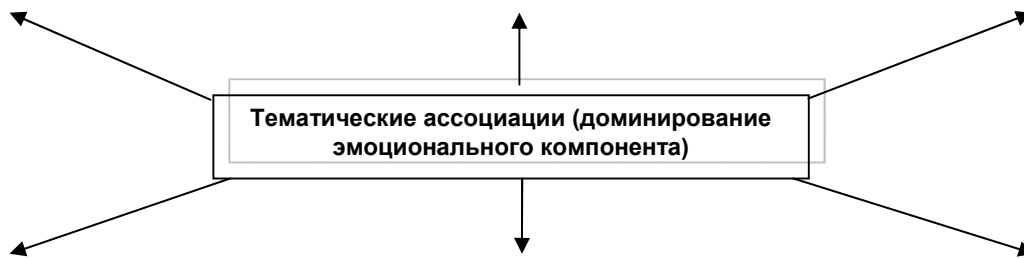 Тематические ассоциации (доминирование
эмоционального компонента)